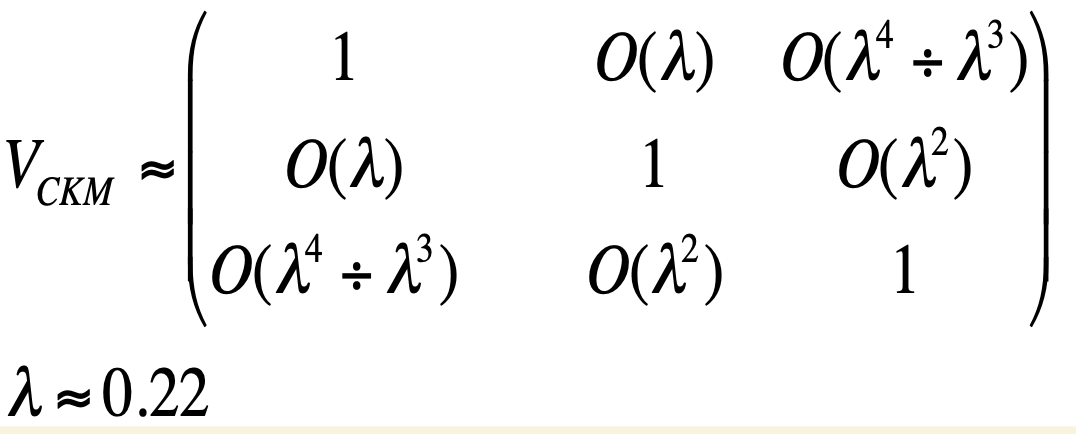 1 O(λ) O(λ⁴ ÷ λ³)
V_CKM ≈ O(λ) 1 O(λ²)
O(λ⁴ ÷ λ³) O(λ²) 1
λ ≈ 0.22